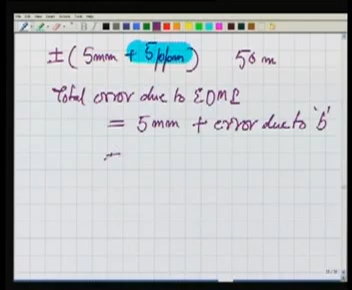 ± ( 5mm + 5ppm ) 50 m
Total error due to EDME
= 5mm + error due to 'b'
=